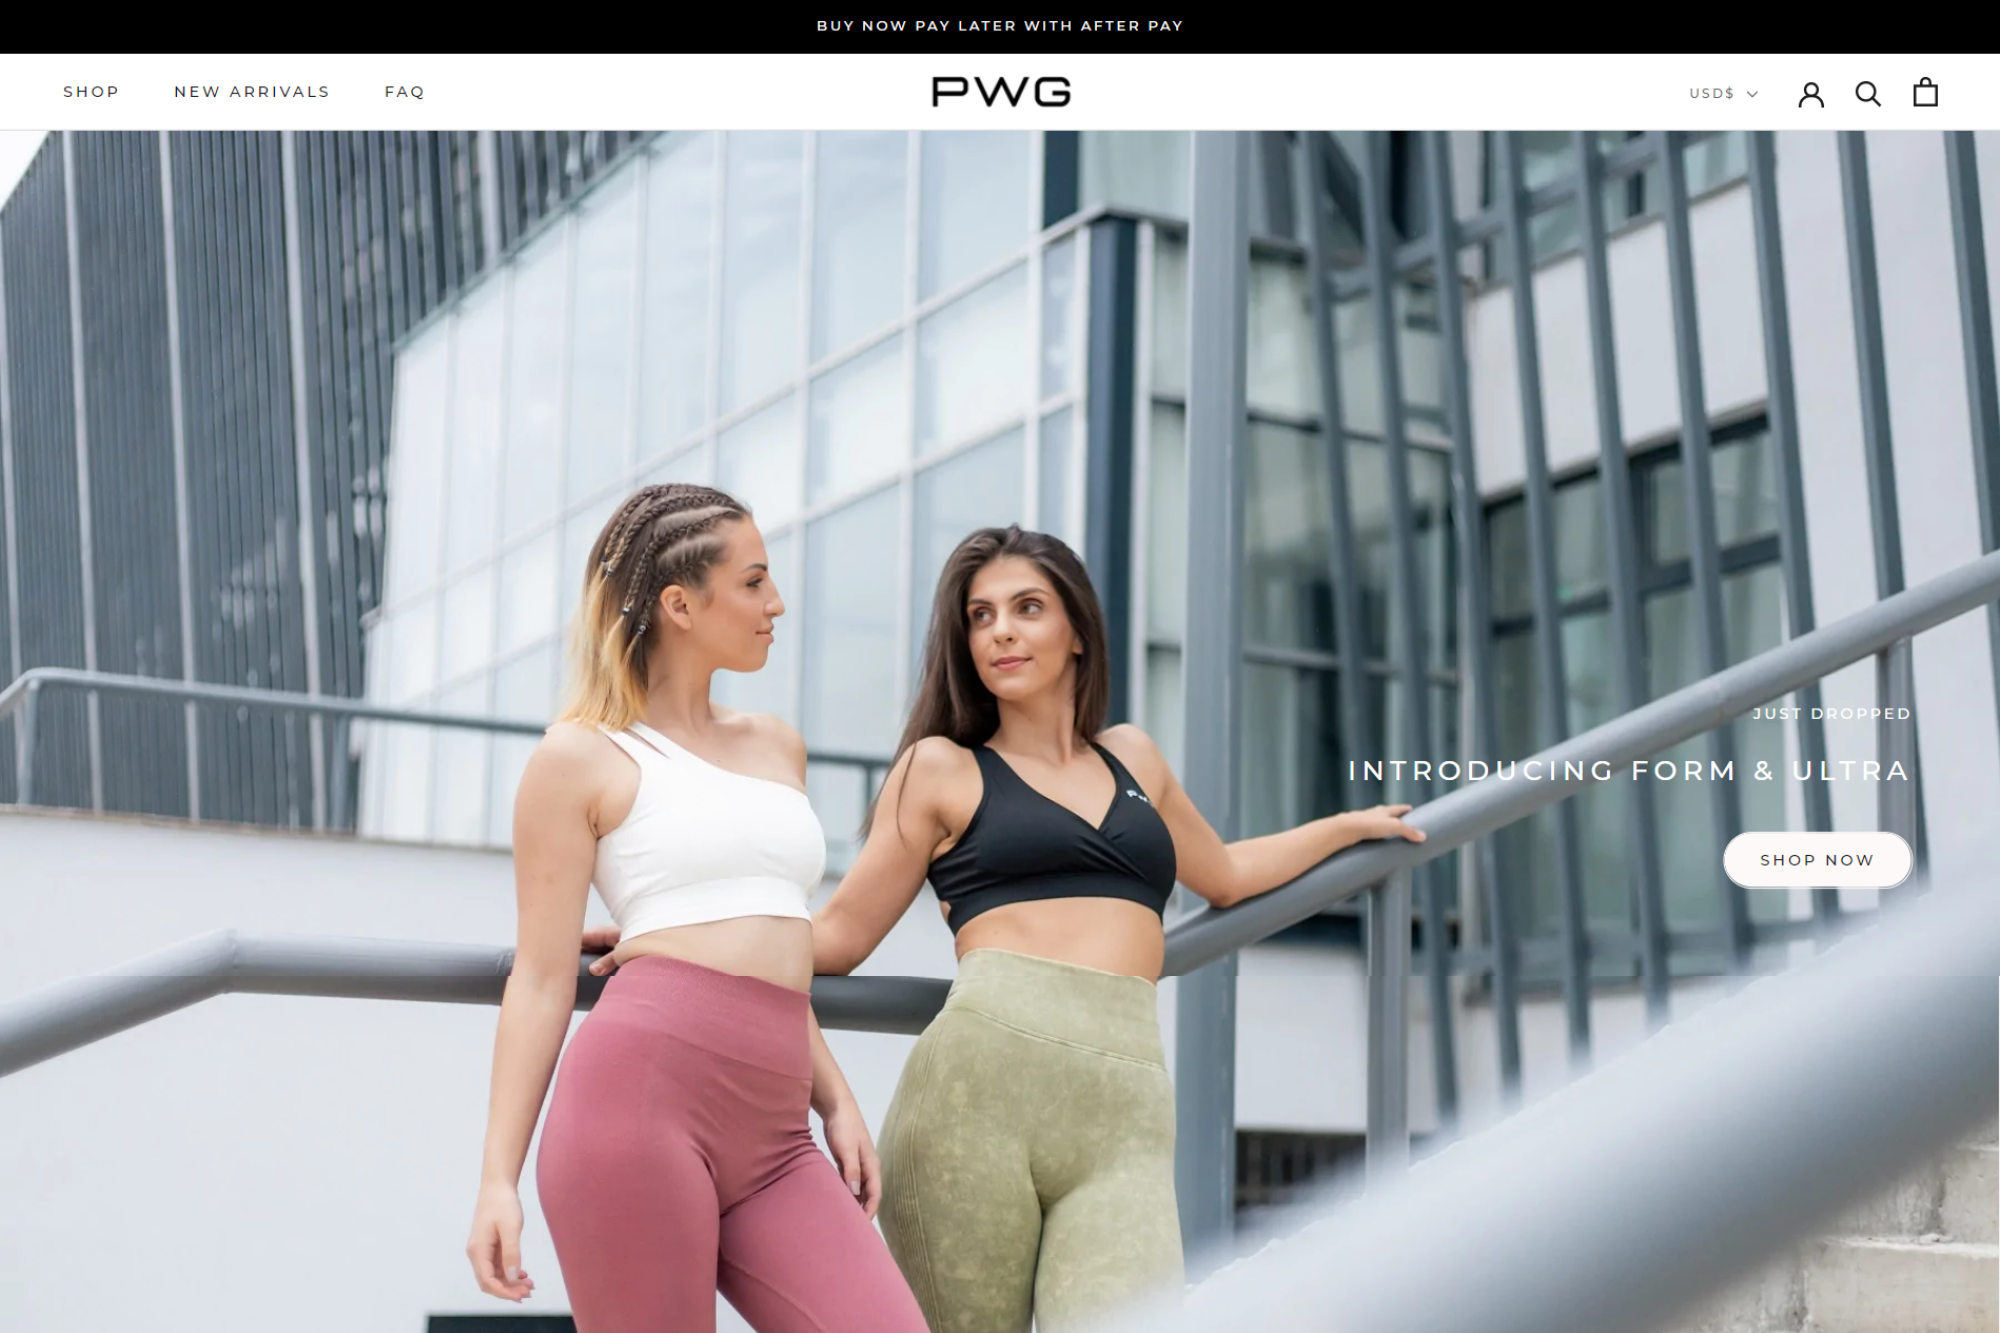 BUY NOW PAY LATER WITH AFTER PAY
SHOP NEW ARRIVALS FAQ PWG USD$
JUST DROPPED
INTRODUCING FORM & ULTRA
SHOP NOW